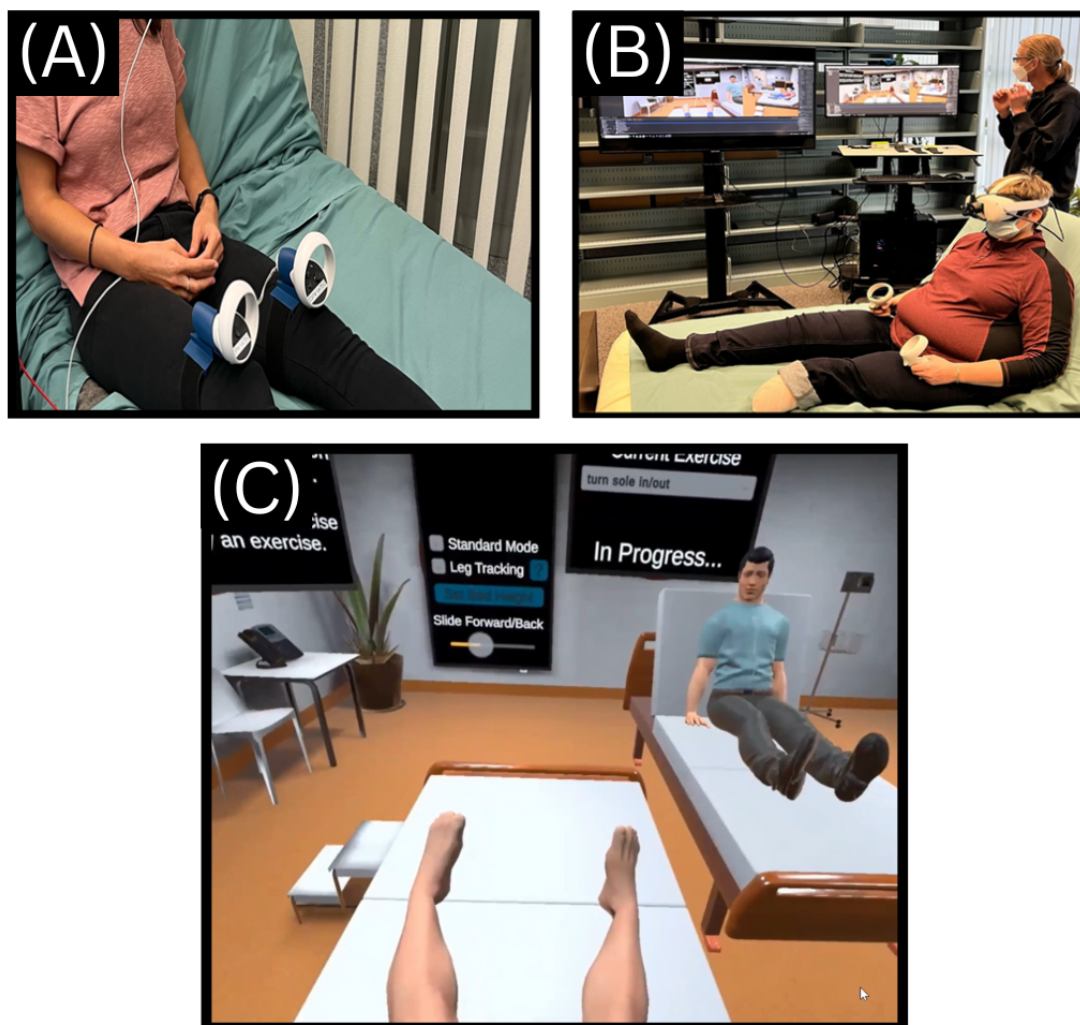 (A)
(B)
(C)
cise
an exercise.
Standard Mode
Leg Tracking ?
Set Bed Height
Slide Forward/Back
Current Exercise
turn sole in/out
In Progress...